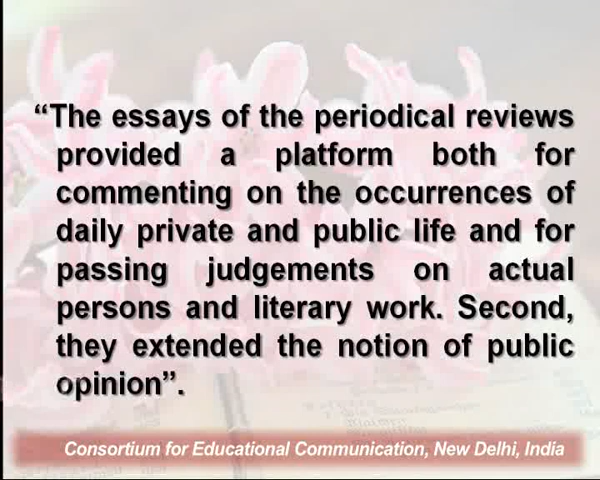 “The essays of the periodical reviews
provided a platform both for
commenting on the occurrences of
daily private and public life and for
passing judgements on actual
persons and literary work. Second,
they extended the notion of public
opinion”.
Consortium for Educational Communication, New Delhi, India